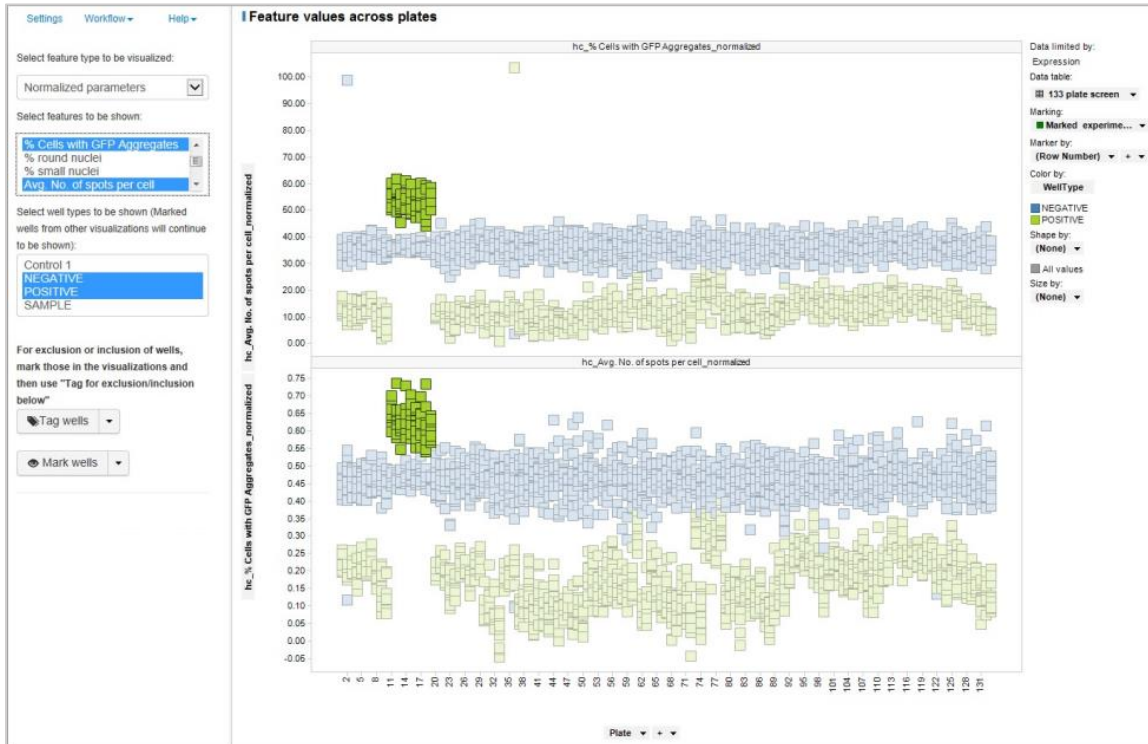 Settings Workflow Help
Select feature type to be visualized:
Normalized parameters
Select features to be shown:
% Cells with GFP Aggregates
% round nuclei
% small nuclei
Avg. No. of spots per cell
Select well types to be shown (Marked
wells from other visualizations will continue
to be shown):
Control 1
NEGATIVE
POSITIVE
SAMPLE
For exclusion or inclusion of wells,
mark those in the visualizations and
then use "Tag for exclusion/inclusion
below"
Tag wells
Mark wells
Feature values across plates
hc_% Cells with GFP Aggregates_normalized
hc_Avg. No. of spots per cell_normalized
100.00
90.00
80.00
70.00
60.00
50.00
40.00
30.00
20.00
10.00
0.00
hc_Avg. No. of spots per cell_normalized
hc_% Cells with GFP Aggregates_normalized
0.75
0.70
0.65
0.60
0.55
0.50
0.45
0.40
0.35
0.30
0.25
0.20
0.15
0.10
0.05
0.00
-0.05
2 5 8 11 14 17 20 23 26 29 32 35 38 41 44 47 50 53 56 59 62 65 68 71 74 77 80 83 86 89 92 95 98 101 104 107 110 113 116 119 122 125 128 131
Plate +
Data limited by:
Expression
Data table:
133 plate screen
Marking:
Marked experime...
Marker by:
(Row Number) +
Color by:
WellType
NEGATIVE
POSITIVE
Shape by:
(None)
All values
Size by:
(None)